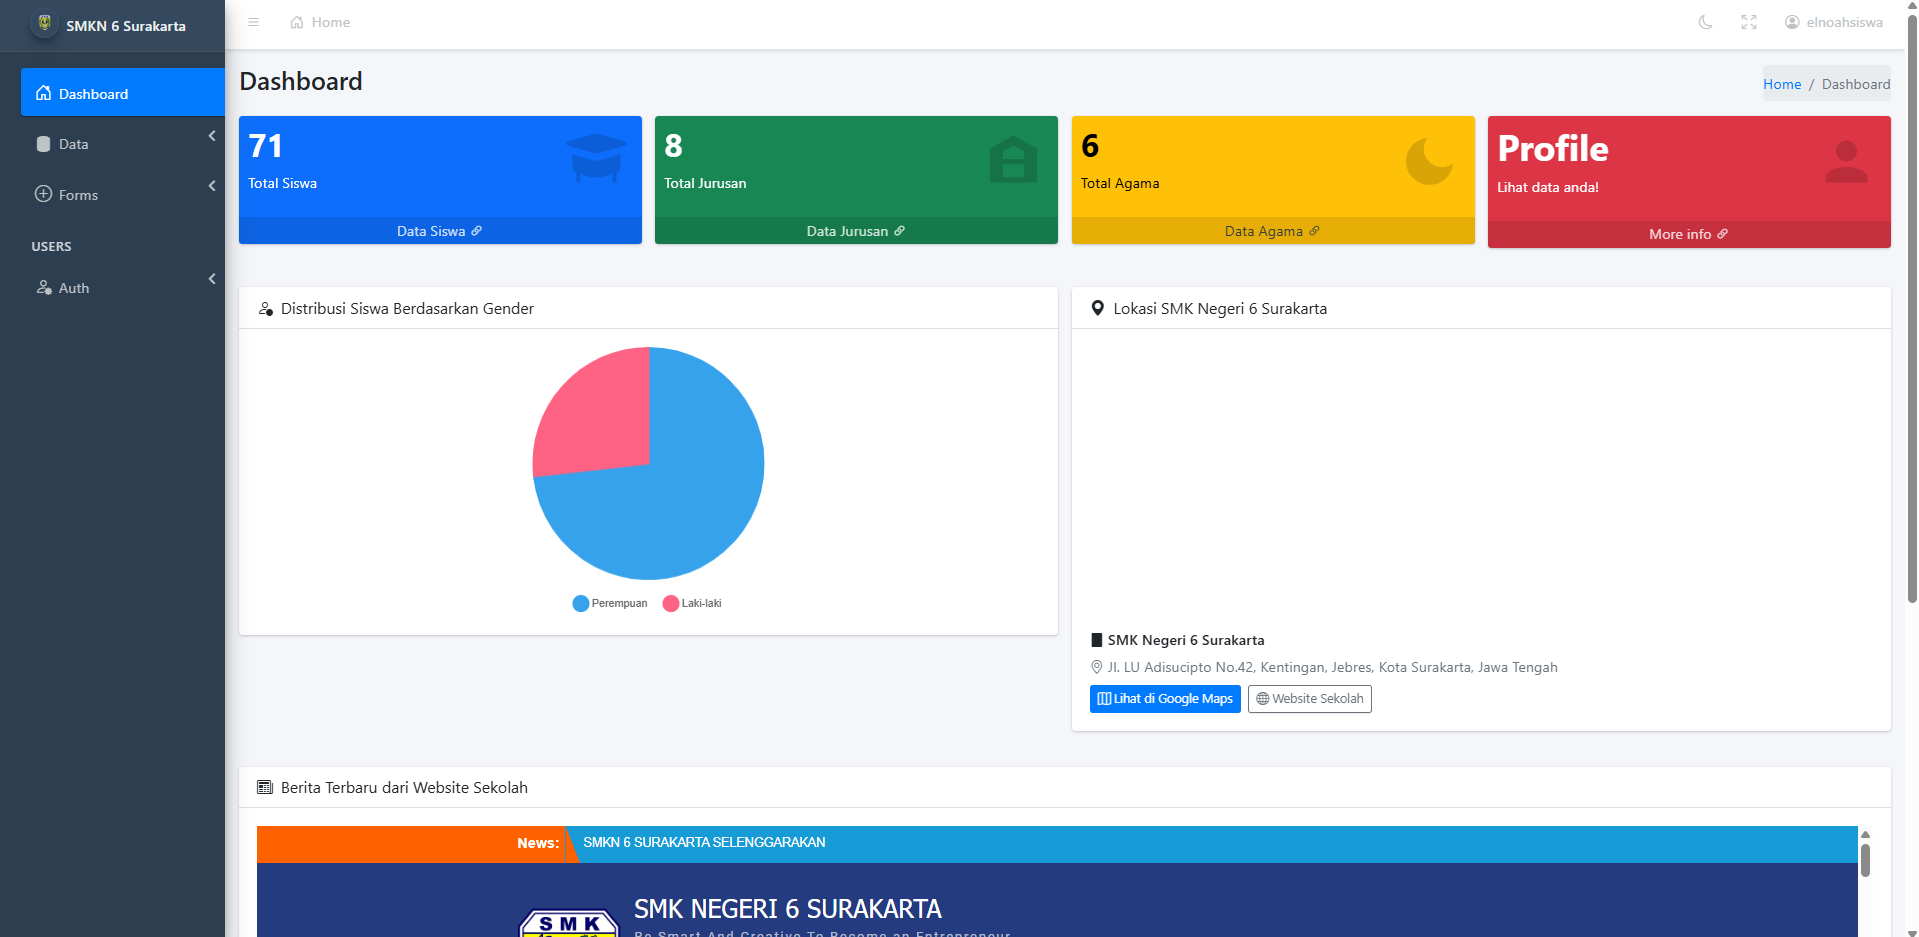 SMKN 6 Surakarta
Home
elnoahsiswa
Dashboard
Data
Forms
USERS
Auth
Dashboard
Home / Dashboard
71
Total Siswa
Data Siswa
8
Total Jurusan
Data Jurusan
6
Total Agama
Data Agama
Profile
Lihat data anda!
More info
Distribusi Siswa Berdasarkan Gender
Perempuan
Laki-laki
Lokasi SMK Negeri 6 Surakarta
SMK Negeri 6 Surakarta
Jl. LU Adisucipto No.42, Kentingan, Jebres, Kota Surakarta, Jawa Tengah
Lihat di Google Maps
Website Sekolah
Berita Terbaru dari Website Sekolah
News:
SMKN 6 SURAKARTA SELENGGARAKAN
SMK
SMK NEGERI 6 SURAKARTA
Be Smart And Creative To Become an Entrepreneur